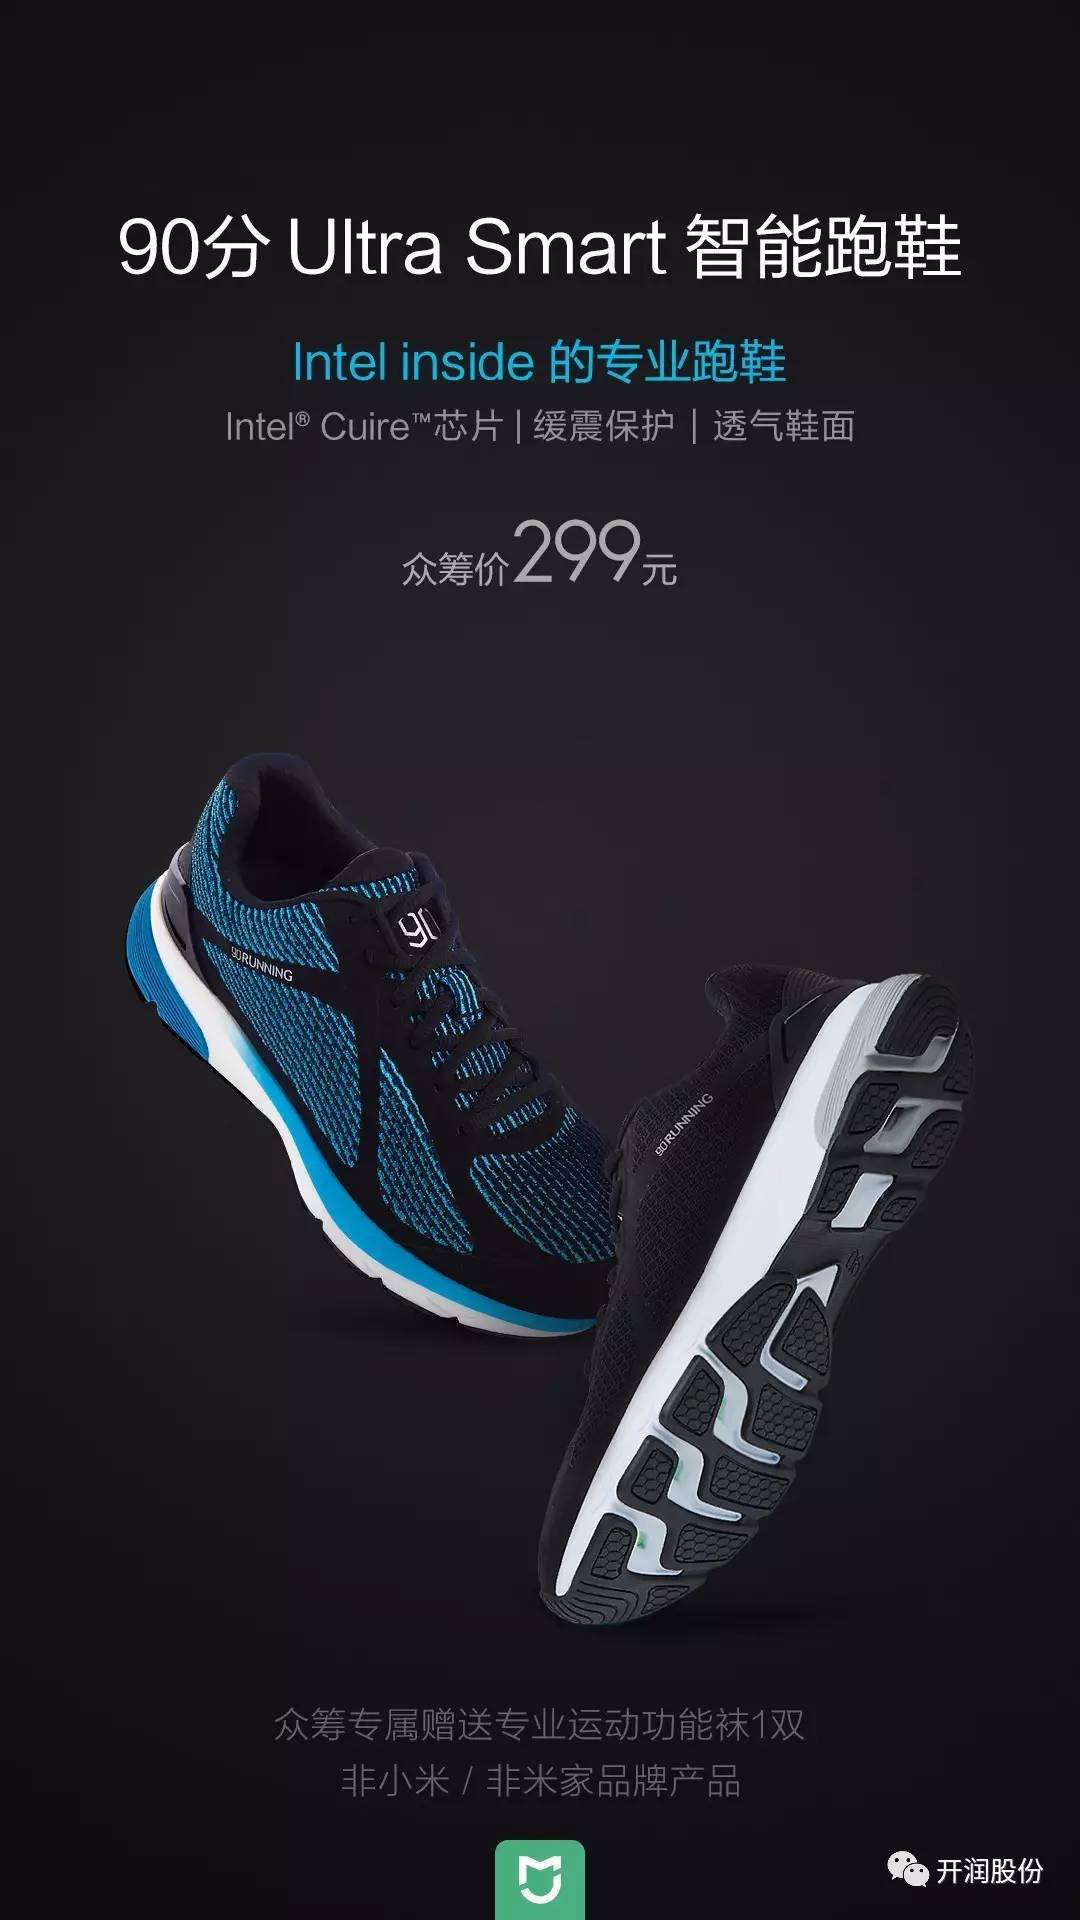 90分 Ultra Smart 智能跑鞋
Intel inside 的专业跑鞋
Intel® Cuire™芯片 | 缓震保护 | 透气鞋面
众筹价299元
90
90RUNNING
90RUNNING
众筹专属赠送专业运动功能袜1双
非小米 / 非米家品牌产品
开润股份